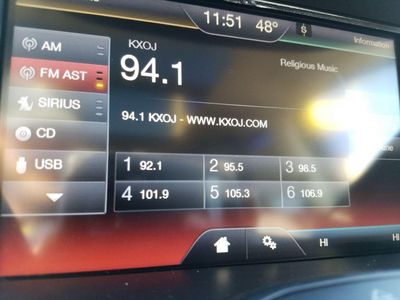 11:51 48°
Information
AM
KXOJ
94.1
Religious Music
FM AST
SIRIUS
94.1 KXOJ - WWW.KXOJ.COM
CD
USB
1 92.1 2 95.5 3 98.5
4 101.9 5 105.3 6 106.9
HI HI